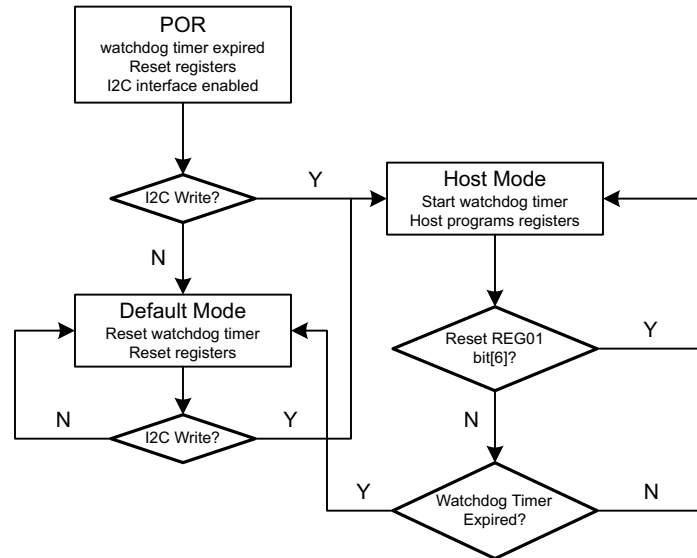 POR
watchdog timer expired
Reset registers
I2C interface enabled
I2C Write?
Y
N
Host Mode
Start watchdog timer
Host programs registers
Default Mode
Reset watchdog timer
Reset registers
Reset REG01
bit[6]?
Y
N
I2C Write?
N
Y
Watchdog Timer
Expired?
Y
N